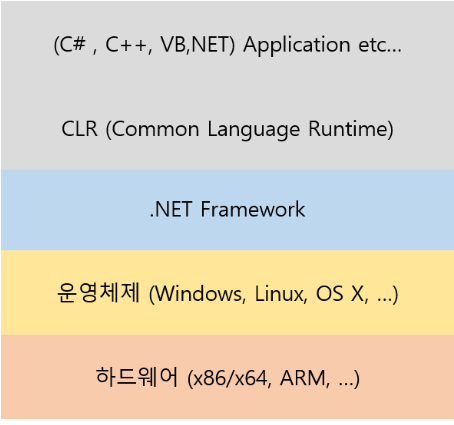 (C# , C++, VB,NET) Application etc...
CLR (Common Language Runtime)
.NET Framework
운영체제 (Windows, Linux, OS X, ...)
하드웨어 (x86/x64, ARM, ...)